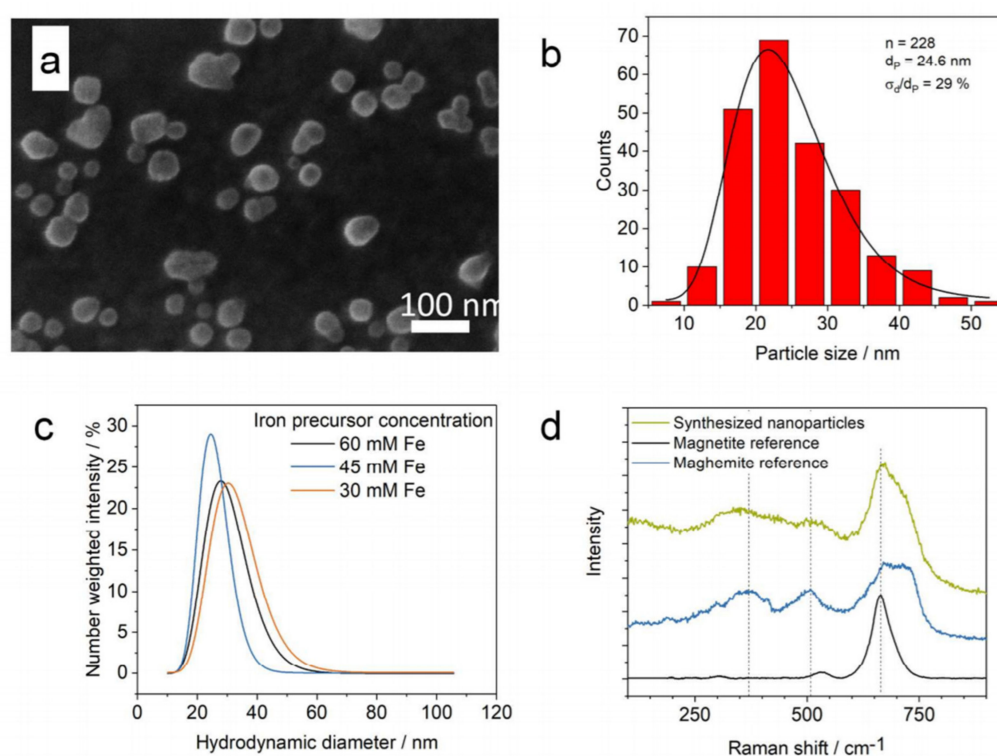 a
100 nm
b
n = 228
dₚ = 24.6 nm
σd/dₚ = 29 %
70
60
50
40
30
20
10
0
Counts
10 20 30 40 50
Particle size / nm
c
Iron precursor concentration
60 mM Fe
45 mM Fe
30 mM Fe
30
25
20
15
10
5
0
Number weighted intensity / %
0 20 40 60 80 100 120
Hydrodynamic diameter / nm
d
Synthesized nanoparticles
Magnetite reference
Maghemite reference
Intensity
250 500 750
Raman shift / cm⁻¹